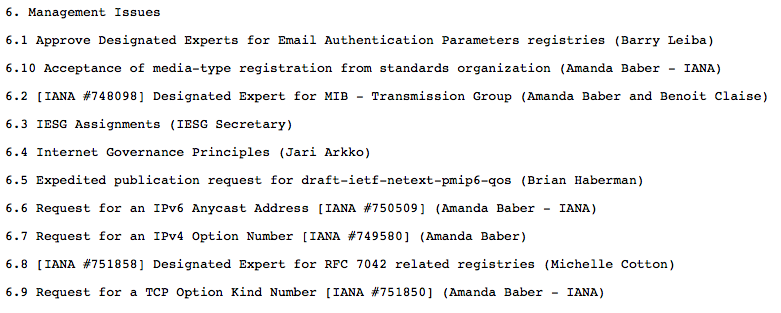 6. Management Issues
6.1 Approve Designated Experts for Email Authentication Parameters registries (Barry Leiba)
6.10 Acceptance of media-type registration from standards organization (Amanda Baber - IANA)
6.2 [IANA #748098] Designated Expert for MIB - Transmission Group (Amanda Baber and Benoit Claise)
6.3 IESG Assignments (IESG Secretary)
6.4 Internet Governance Principles (Jari Arkko)
6.5 Expedited publication request for draft-ietf-netext-pmip6-qos (Brian Haberman)
6.6 Request for an IPv6 Anycast Address [IANA #750509] (Amanda Baber - IANA)
6.7 Request for an IPv4 Option Number [IANA #749580] (Amanda Baber)
6.8 [IANA #751858] Designated Expert for RFC 7042 related registries (Michelle Cotton)
6.9 Request for a TCP Option Kind Number [IANA #751850] (Amanda Baber - IANA)